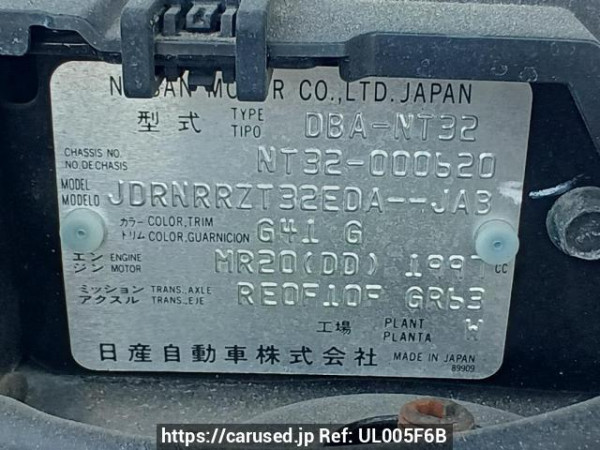 NISSAN MOTOR CO.,LTD.JAPAN
型式 TYPE TIPO DBA-NT32
CHASSIS NO. NO.DE CHASIS NT32-000620
MODEL MODELO JDRNRRZT32EDA--JAB
カラー COLOR,TRIM
トリム COLOR,GUARNICION G41 G
エンジン ENGINE MOTOR MR20(DD) 1997 CC
ミッション TRANS.,AXLE
アクスル TRANS.,EJE RE0F10F GR63
工場 PLANT PLANTA W
日産自動車株式会社 MADE IN JAPAN
89909
https://carused.jp Ref: UL005F6B